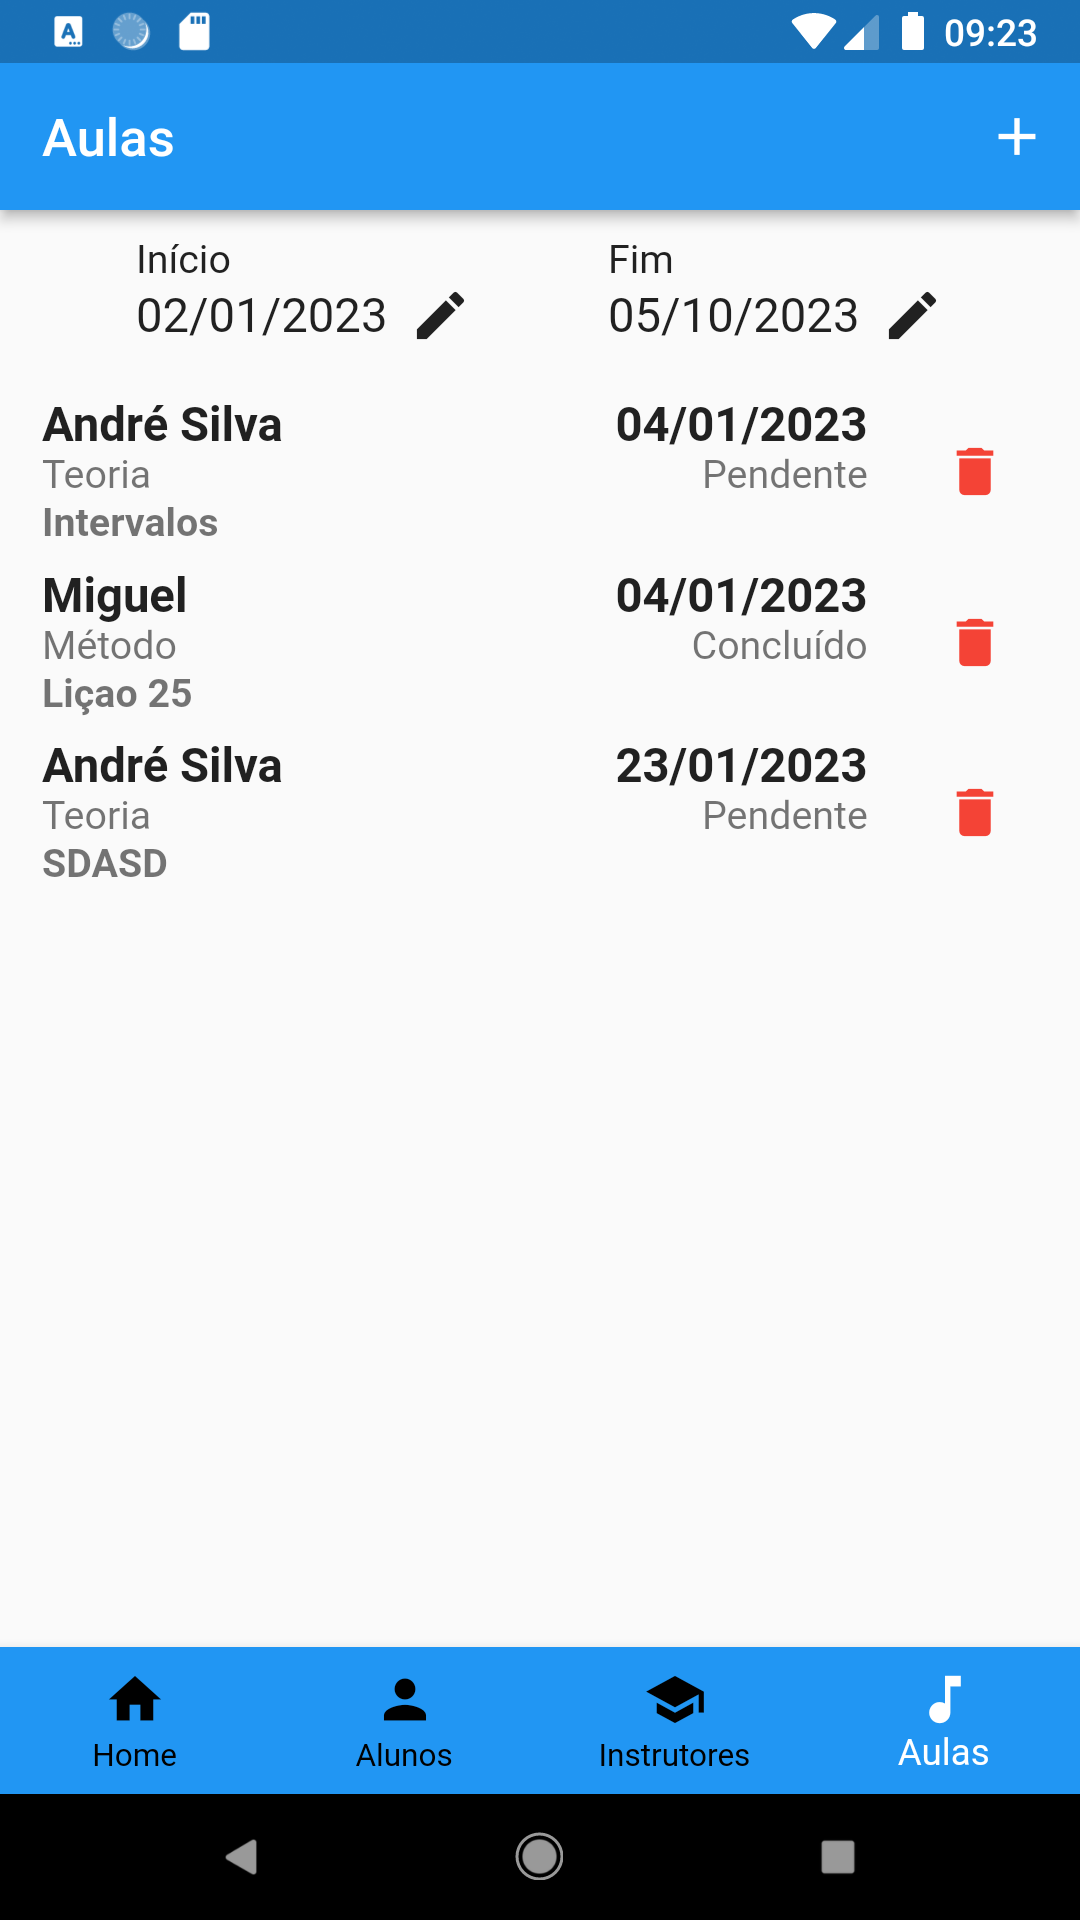 09:23
Aulas
Início
Fim
02/01/2023
05/10/2023
André Silva
04/01/2023
Teoria
Pendente
Intervalos
Miguel
04/01/2023
Método
Concluído
Liçao 25
André Silva
23/01/2023
Teoria
Pendente
SDASD
Home
Alunos
Instrutores
Aulas